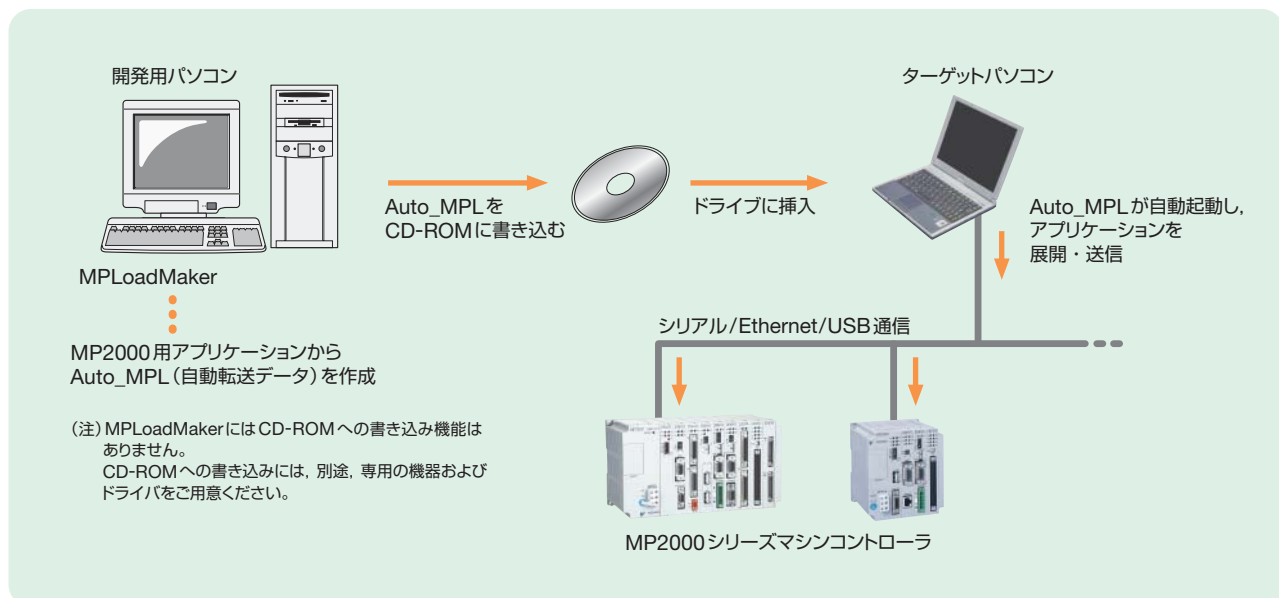 開発用パソコン
ターゲットパソコン
Auto_MPLを
CD-ROMに書き込む
ドライブに挿入
Auto_MPLが自動起動し,
アプリケーションを
展開・送信
MPLoadMaker
MP2000用アプリケーションから
Auto_MPL(自動転送データ)を作成
(注)MPLoadMakerにはCD-ROMへの書き込み機能は
ありません。
CD-ROMへの書き込みには, 別途, 専用の機器および
ドライバをご用意ください。
シリアル/Ethernet/USB通信
MP2000シリーズマシンコントローラ